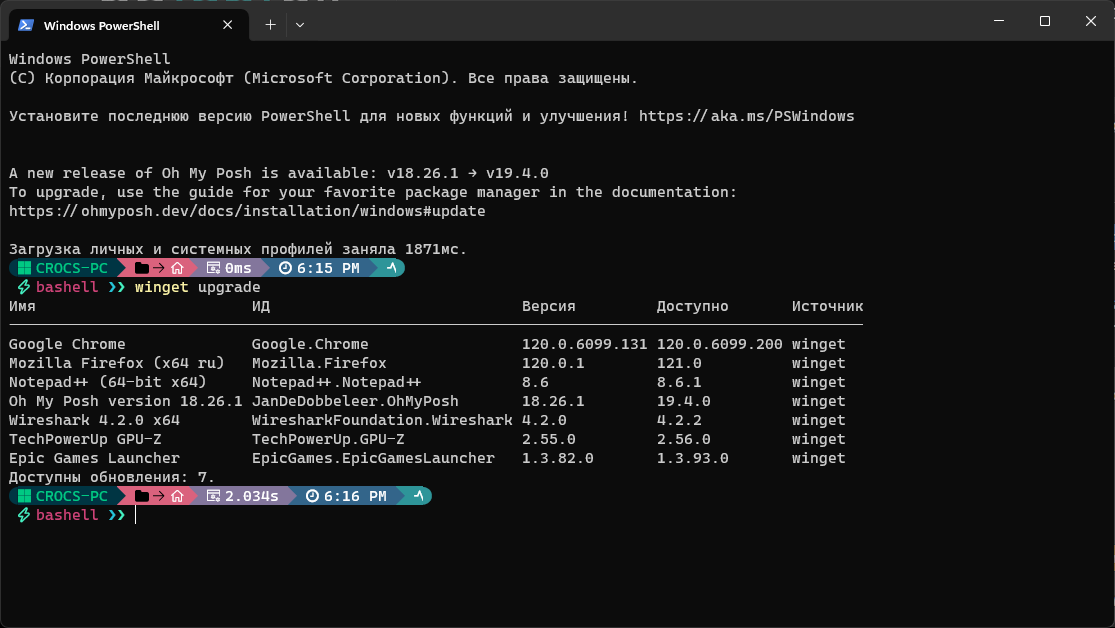 Windows PowerShell
Windows PowerShell
(C) Корпорация Майкрософт (Microsoft Corporation). Все права защищены.
Установите последнюю версию PowerShell для новых функций и улучшения! https://aka.ms/PSWindows
A new release of Oh My Posh is available: v18.26.1 → v19.4.0
To upgrade, use the guide for your favorite package manager in the documentation:
https://ohmyposh.dev/docs/installation/windows#update
Загрузка личных и системных профилей заняла 1871мс.
CROCS-PC → 0ms 6:15 PM
bashell ❯❯ winget upgrade
Имя ИД Версия Доступно Источник
Google Chrome Google.Chrome 120.0.6099.131 120.0.6099.200 winget
Mozilla Firefox (x64 ru) Mozilla.Firefox 120.0.1 121.0 winget
Notepad++ (64-bit x64) Notepad++.Notepad++ 8.6 8.6.1 winget
Oh My Posh version 18.26.1 JanDeDobbeleer.OhMyPosh 18.26.1 19.4.0 winget
Wireshark 4.2.0 x64 WiresharkFoundation.Wireshark 4.2.0 4.2.2 winget
TechPowerUp GPU-Z TechPowerUp.GPU-Z 2.55.0 2.56.0 winget
Epic Games Launcher EpicGames.EpicGamesLauncher 1.3.82.0 1.3.93.0 winget
Доступны обновления: 7.
CROCS-PC → 2.034s 6:16 PM
bashell ❯❯